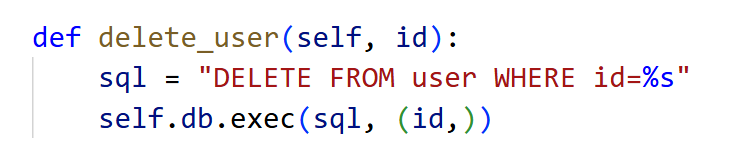 def delete_user(self, id):
    sql = "DELETE FROM user WHERE id=%s"
    self.db.exec(sql, (id,))